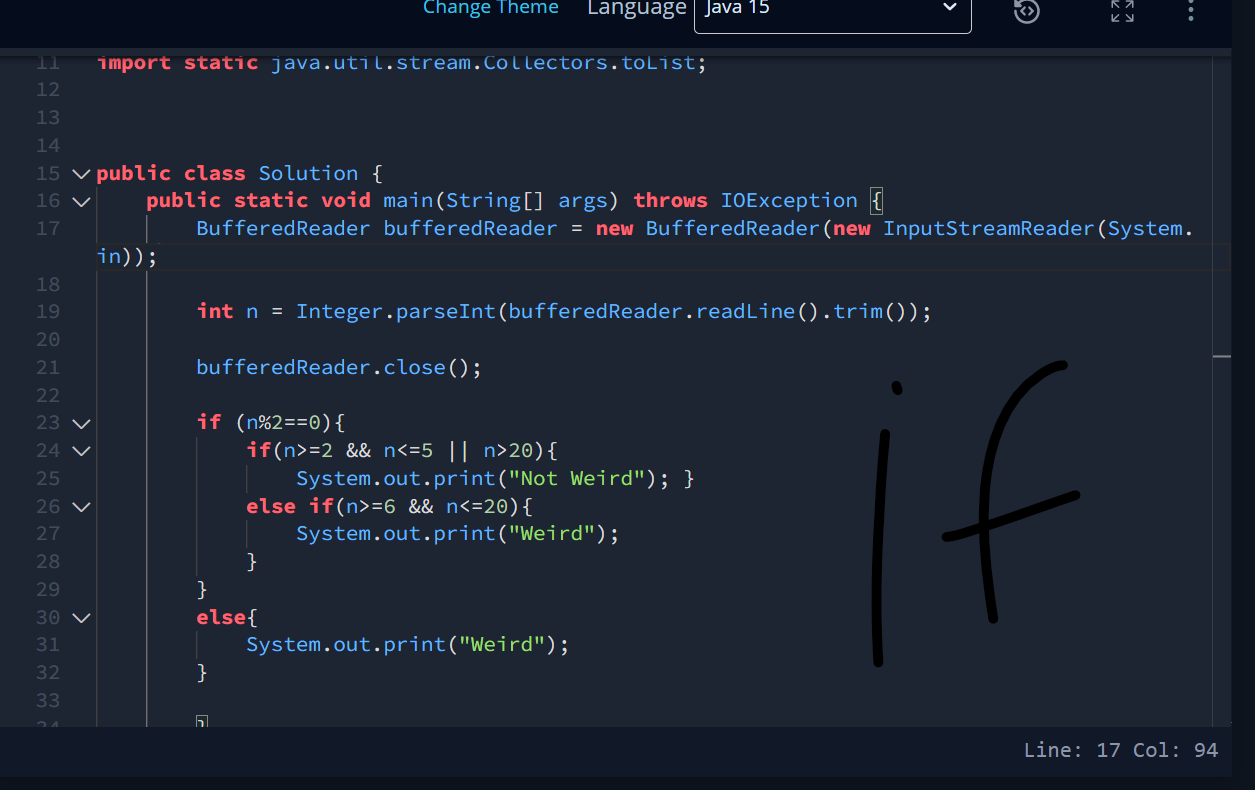 Change Theme Language Java 15
11 import static java.util.stream.Collectors.toList;
12
13
14
15 public class Solution {
16 public static void main(String[] args) throws IOException {
17 BufferedReader bufferedReader = new BufferedReader(new InputStreamReader(System.
in));
18
19 int n = Integer.parseInt(bufferedReader.readLine().trim());
20
21 bufferedReader.close();
22
23 if (n%2==0){
24 if(n>=2 && n<=5 || n>20){
25 System.out.print("Not Weird"); }
26 else if(n>=6 && n<=20){
27 System.out.print("Weird");
28 }
29 }
30 else{
31 System.out.print("Weird");
32 }
33
34 }
if
Line: 17 Col: 94